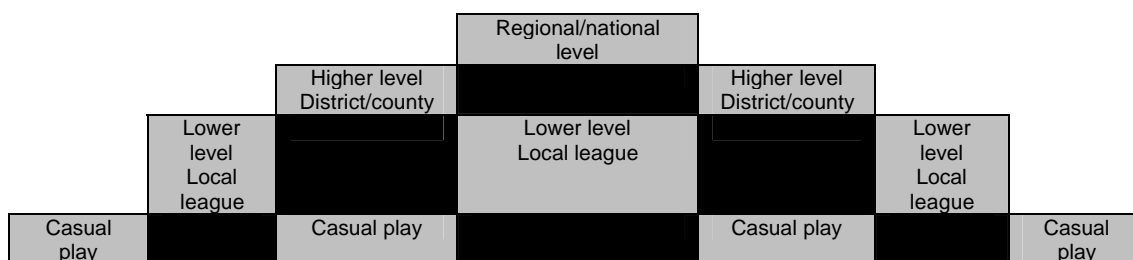 Regional/national
level
Higher level
District/county
Higher level
District/county
Lower
level
Local
league
Lower level
Local league
Lower
level
Local
league
Casual
play
Casual play
Casual play
Casual
play